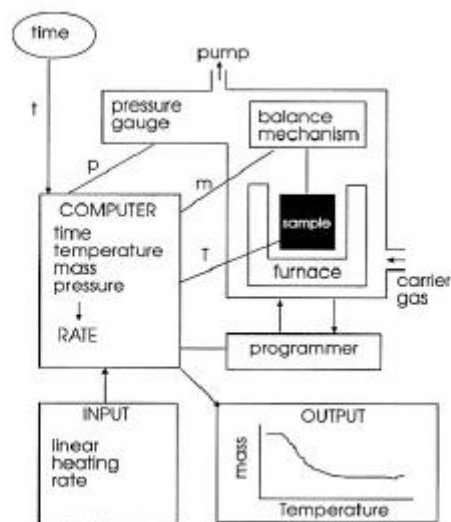 time
pump
t
pressure
gauge
balance
mechanism
p
m
COMPUTER
time
temperature
mass
pressure
RATE
T
sample
furnace
carrier
gas
programmer
INPUT
linear
heating
rate
OUTPUT
mass
Temperature